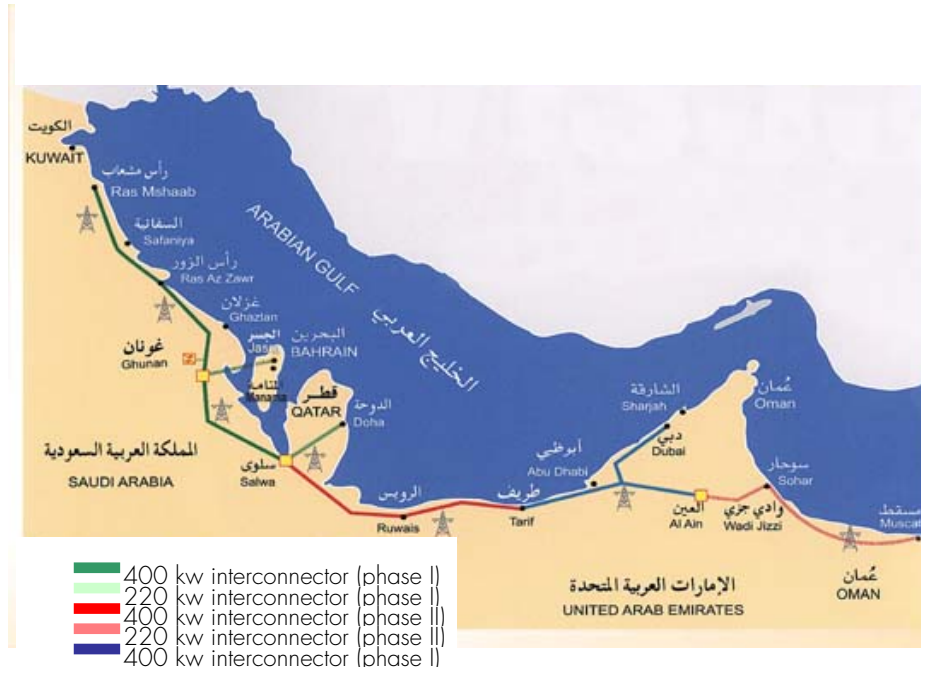 الكويت
KUWAIT
رأس مشعاب
Ras Mshaab
السفانية
Safaniya
رأس الزور
Ras Az Zawr
غزلان
Ghazlan
غونان
Ghunan
الجسر
Jasra
البحرين
BAHRAIN
المنامة
Manama
قطر
QATAR
الدوحة
Doha
ARABIAN GULF
الخليج العربي
المملكة العربية السعودية
SAUDI ARABIA
سلوى
Salwa
الرويس
Ruwais
طريف
Tarif
أبوظبي
Abu Dhabi
الشارقة
Sharjah
دبي
Dubai
عُمان
Oman
سوحار
Sohar
العين
Al Ain
وادي جزي
Wadi Jizzi
مسقط
Muscat
عُمان
OMAN
الإمارات العربية المتحدة
UNITED ARAB EMIRATES
400 kw interconnector (phase I)
220 kw interconnector (phase I)
400 kw interconnector (phase II)
220 kw interconnector (phase II)
400 kw interconnector (phase I)